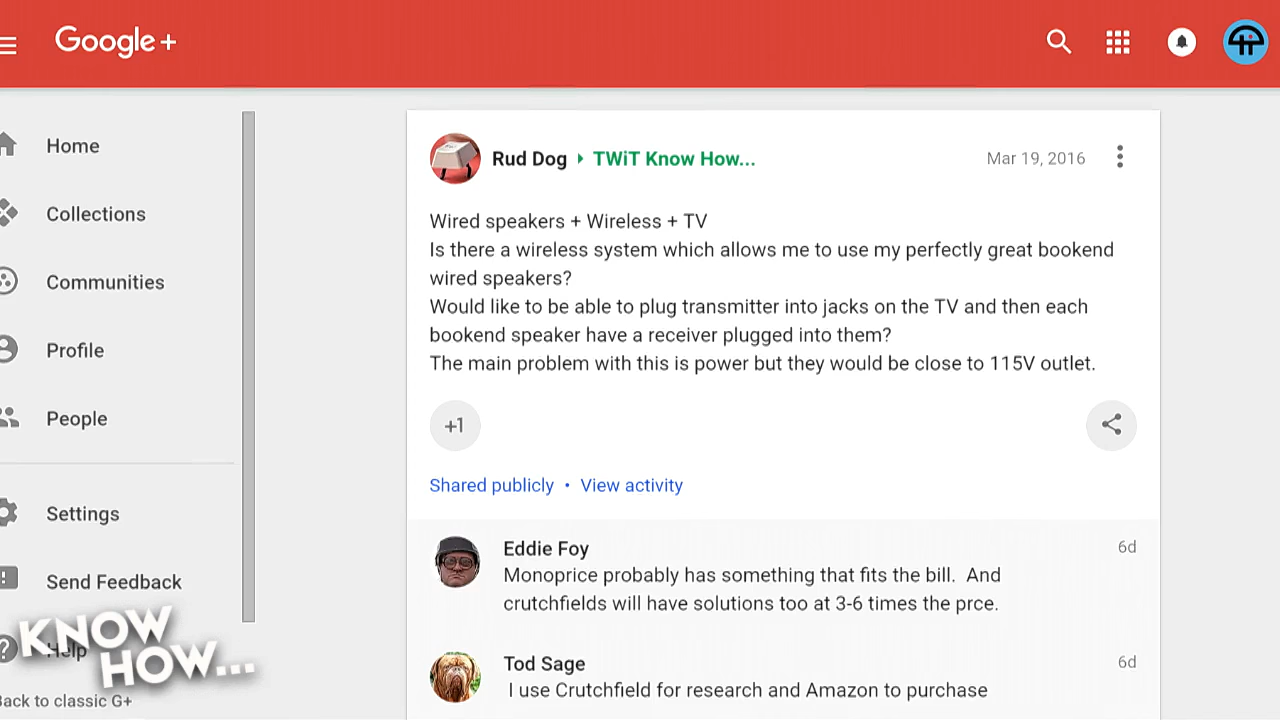 Google+
Home
Collections
Communities
Profile
People
Settings
Send Feedback
Help
Back to classic G+
Rud Dog TWiT Know How... Mar 19, 2016
Wired speakers + Wireless + TV
Is there a wireless system which allows me to use my perfectly great bookend
wired speakers?
Would like to be able to plug transmitter into jacks on the TV and then each
bookend speaker have a receiver plugged into them?
The main problem with this is power but they would be close to 115V outlet.
+1
Shared publicly • View activity
Eddie Foy 6d
Monoprice probably has something that fits the bill. And
crutchfields will have solutions too at 3-6 times the prce.
Tod Sage 6d
I use Crutchfield for research and Amazon to purchase
KNOW
HOW...